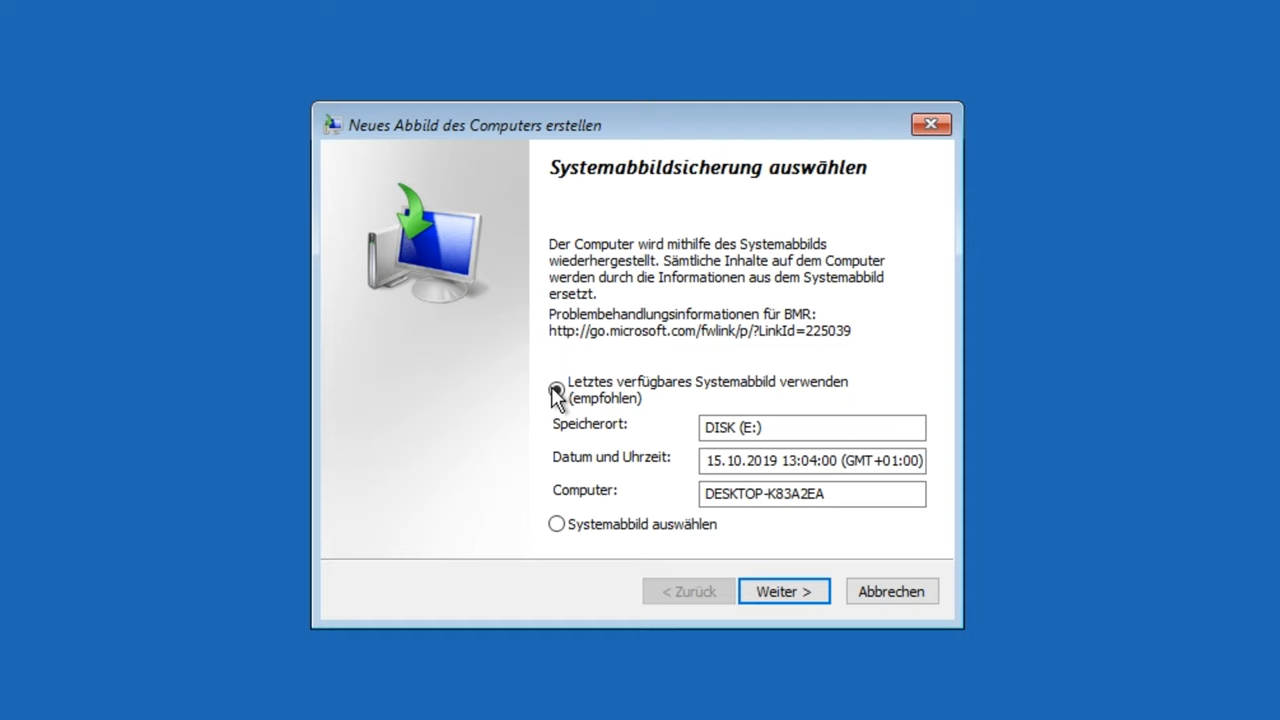 Neues Abbild des Computers erstellen
Systemabbildsicherung auswählen
Der Computer wird mithilfe des Systemabbilds
wiederhergestellt. Sämtliche Inhalte auf dem Computer
werden durch die Informationen aus dem Systemabbild
ersetzt.
Problembehandlungsinformationen für BMR:
http://go.microsoft.com/fwlink/p/?LinkId=225039
Letztes verfügbares Systemabbild verwenden
(empfohlen)
Speicherort: DISK (E:)
Datum und Uhrzeit: 15.10.2019 13:04:00 (GMT+01:00)
Computer: DESKTOP-K83A2EA
Systemabbild auswählen
< Zurück Weiter > Abbrechen